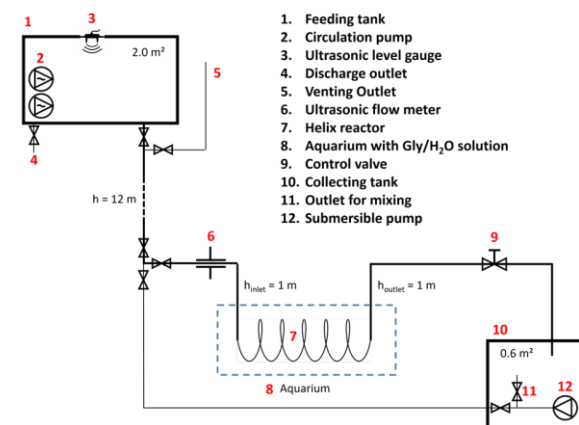 1
3
2.0 m²
2
5
4
h = 12 m
1. Feeding tank
2. Circulation pump
3. Ultrasonic level gauge
4. Discharge outlet
5. Venting Outlet
6. Ultrasonic flow meter
7. Helix reactor
8. Aquarium with Gly/H₂O solution
9. Control valve
10. Collecting tank
11. Outlet for mixing
12. Submersible pump
6
9
hinlet = 1 m
houtlet = 1 m
7
8 Aquarium
10
0.6 m²
11
12